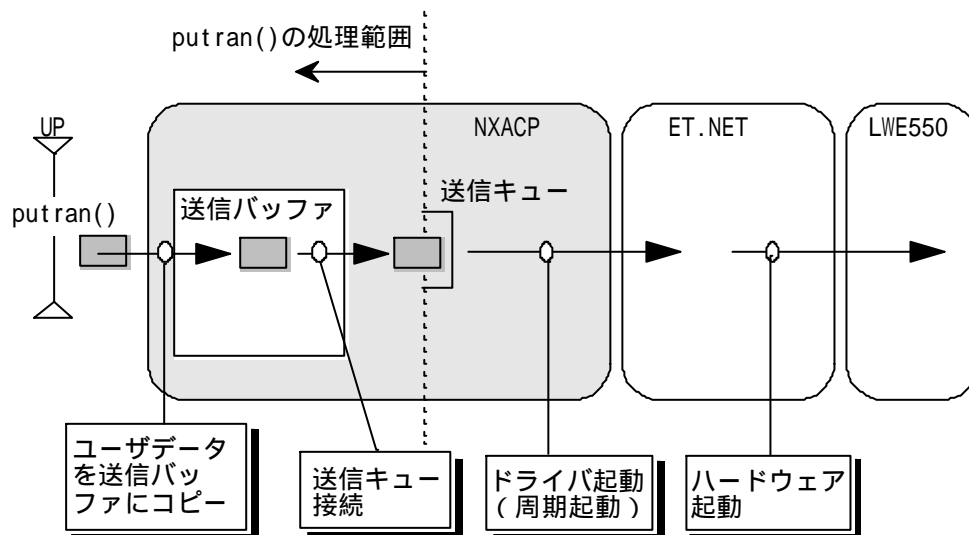 putran()の処理範囲
UP
NXACP
ET.NET
LWE550
putran()
送信バッファ
送信キュー
ユーザデータ
を送信バッ
ファにコピー
送信キュー
接続
ドライバ起動
(周期起動)
ハードウェア
起動